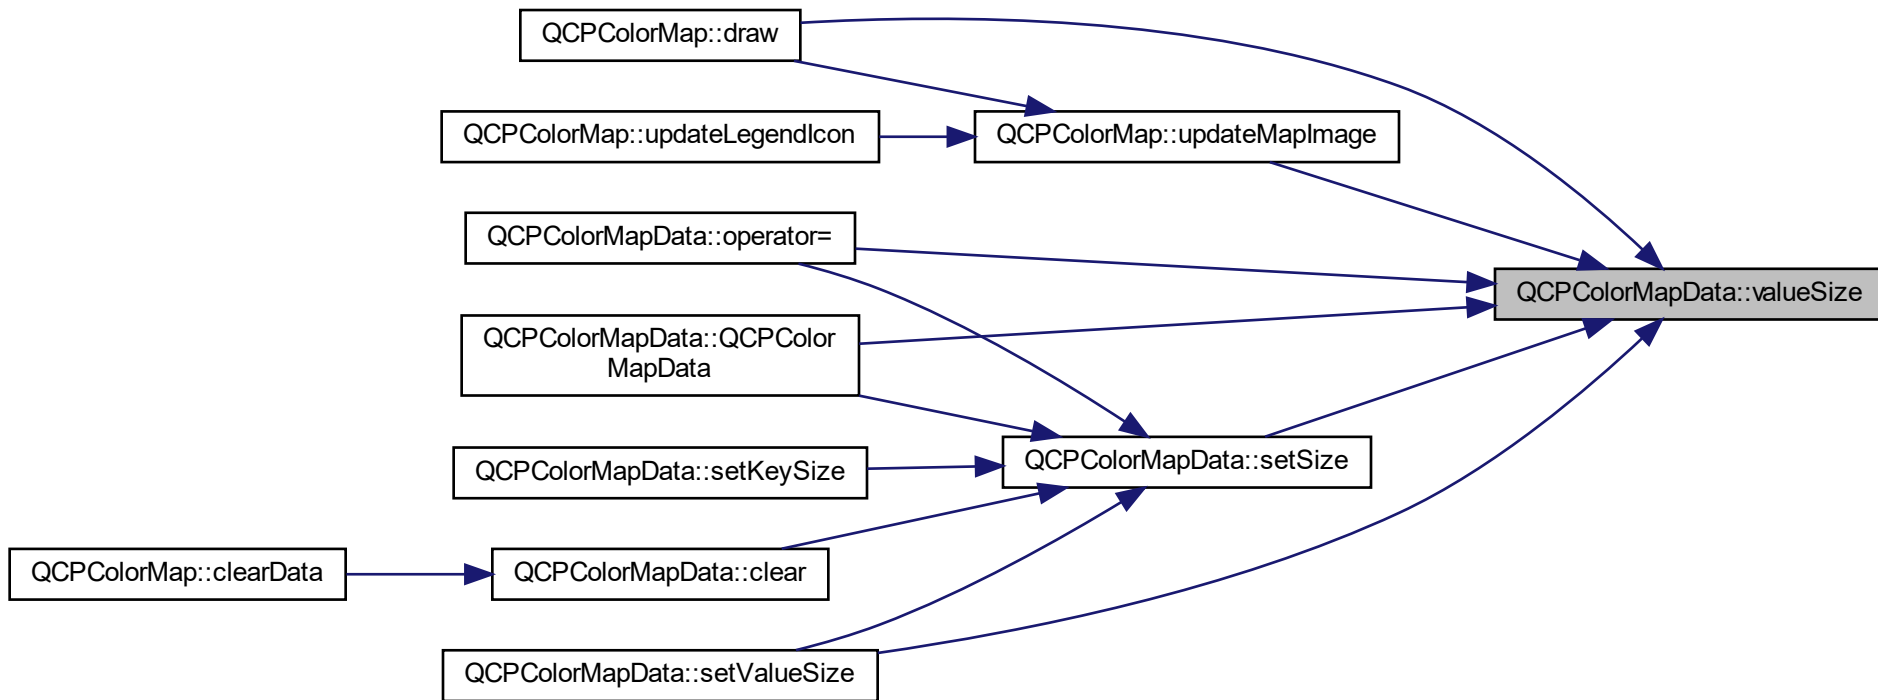 QCPColorMap::draw
QCPColorMap::updateLegendIcon
QCPColorMap::updateMapImage
QCPColorMapData::operator=
QCPColorMapData::valueSize
QCPColorMapData::QCPColor
MapData
QCPColorMapData::setKeySize
QCPColorMapData::setSize
QCPColorMap::clearData
QCPColorMapData::clear
QCPColorMapData::setValueSize